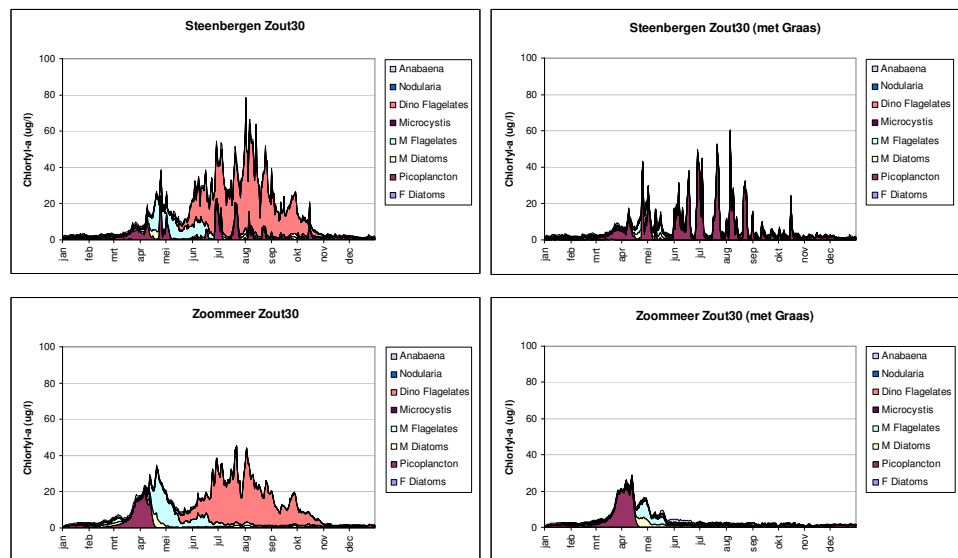 Steenbergen Zout30
Chlorfyl-a (ug/l)
100
80
60
40
20
0
jan feb mrt apr mei jun jul aug sep okt nov dec
Anabaena
Nodularia
Dino Flagelates
Microcystis
M Flagelates
M Diatoms
Picoplancton
F Diatoms
Steenbergen Zout30 (met Graas)
Chlorfyl-a (ug/l)
100
80
60
40
20
0
jan feb mrt apr mei jun jul aug sep okt nov dec
Anabaena
Nodularia
Dino Flagelates
Microcystis
M Flagelates
M Diatoms
Picoplancton
F Diatoms
Zoommeer Zout30
Chlorfyl-a (ug/l)
100
80
60
40
20
0
jan feb mrt apr mei jun jul aug sep okt nov dec
Anabaena
Nodularia
Dino Flagelates
Microcystis
M Flagelates
M Diatoms
Picoplancton
F Diatoms
Zoommeer Zout30 (met Graas)
Chlorfyl-a (ug/l)
100
80
60
40
20
0
jan feb mrt apr mei jun jul aug sep okt nov dec
Anabaena
Nodularia
Dino Flagelates
Microcystis
M Flagelates
M Diatoms
Picoplancton
F Diatoms